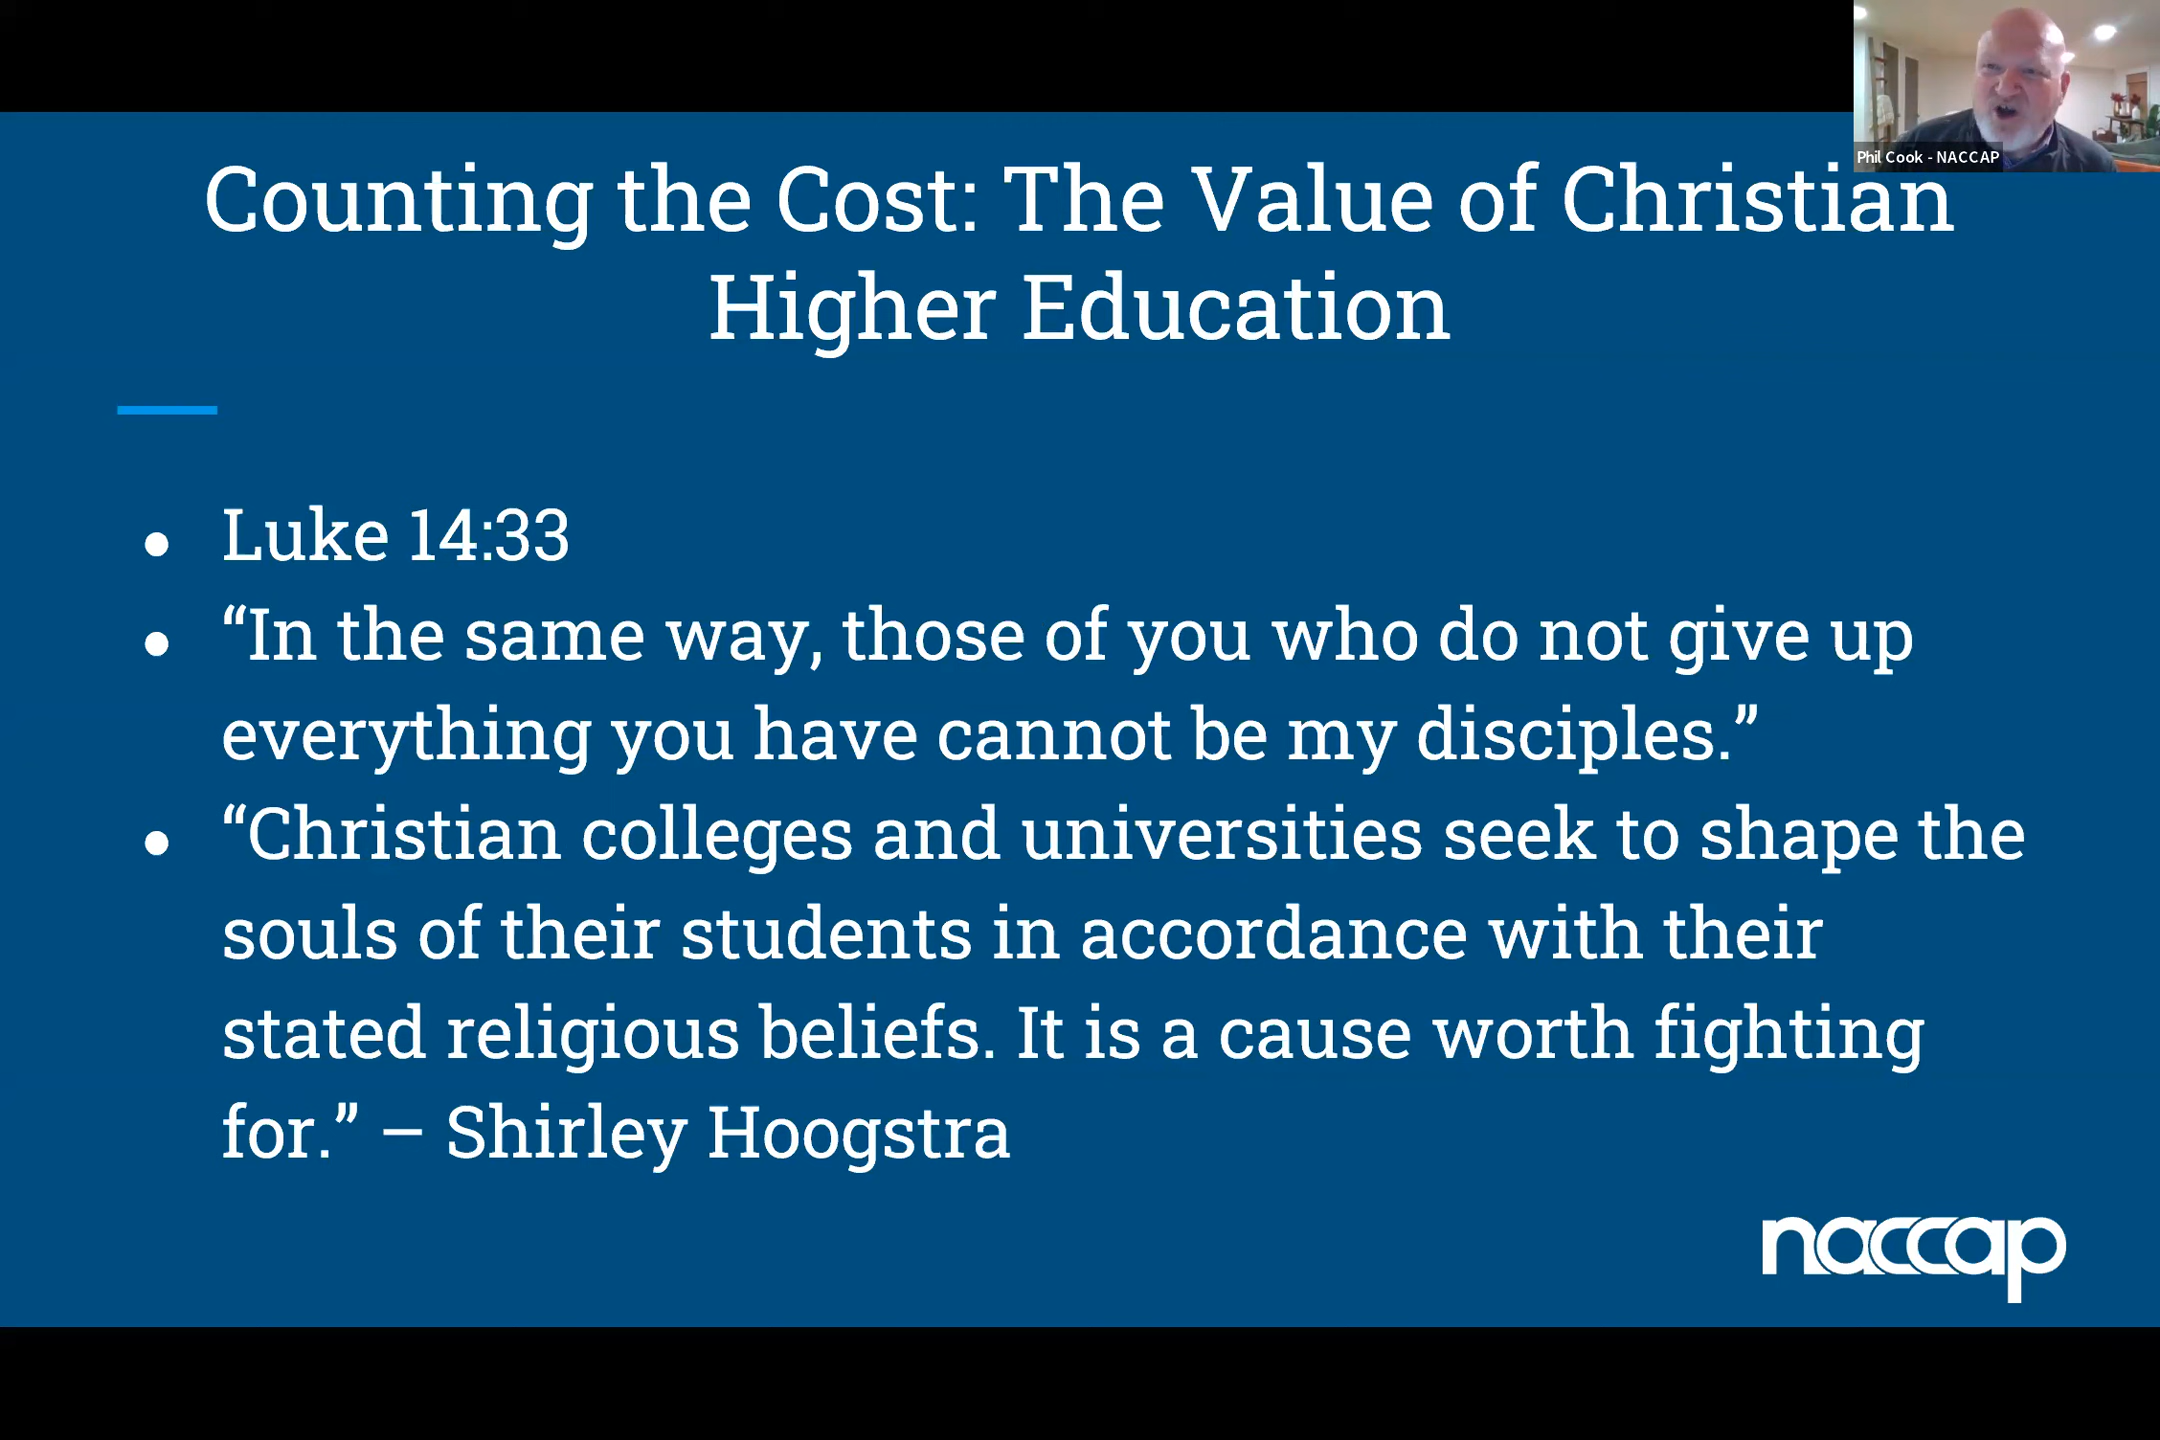 Phil Cook - NACCAP
Counting the Cost: The Value of Christian
Higher Education
● Luke 14:33
● “In the same way, those of you who do not give up
everything you have cannot be my disciples.”
● “Christian colleges and universities seek to shape the
souls of their students in accordance with their
stated religious beliefs. It is a cause worth fighting
for.” – Shirley Hoogstra
naccap